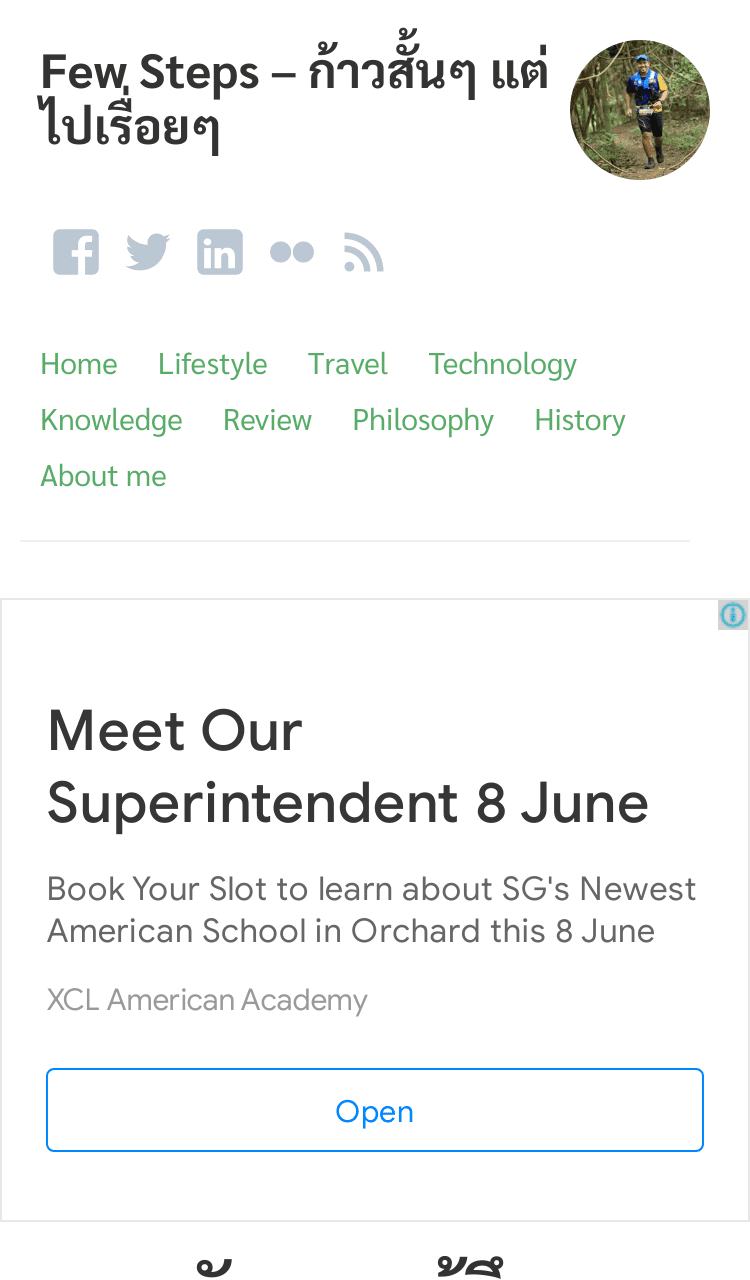 Few Steps – ก้าวสั้นๆ แต่
ไปเรื่อยๆ
Home Lifestyle Travel Technology
Knowledge Review Philosophy History
About me
Meet Our
Superintendent 8 June
Book Your Slot to learn about SG's Newest
American School in Orchard this 8 June
XCL American Academy
Open